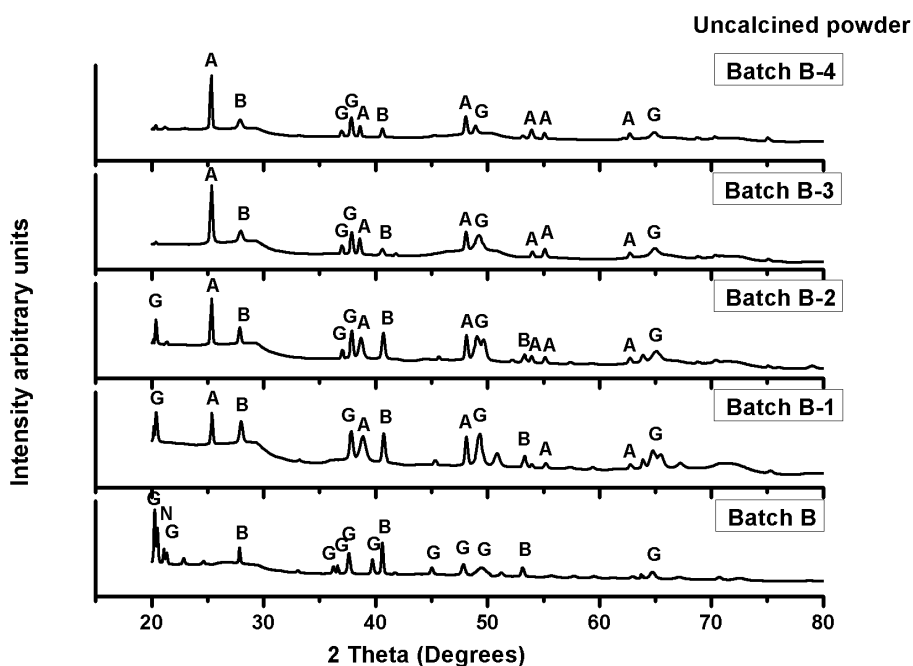 Uncalcined powder
Batch B-4
A B G G A B A G A A A G
Batch B-3
A B G G A B A G A A A G
Batch B-2
G A B G G A B A G B A A A G
Batch B-1
G A B G A B A G B A A G
Batch B
G N G B G G G G B G G G B G
Intensity arbitrary units
20 30 40 50 60 70 80
2 Theta (Degrees)